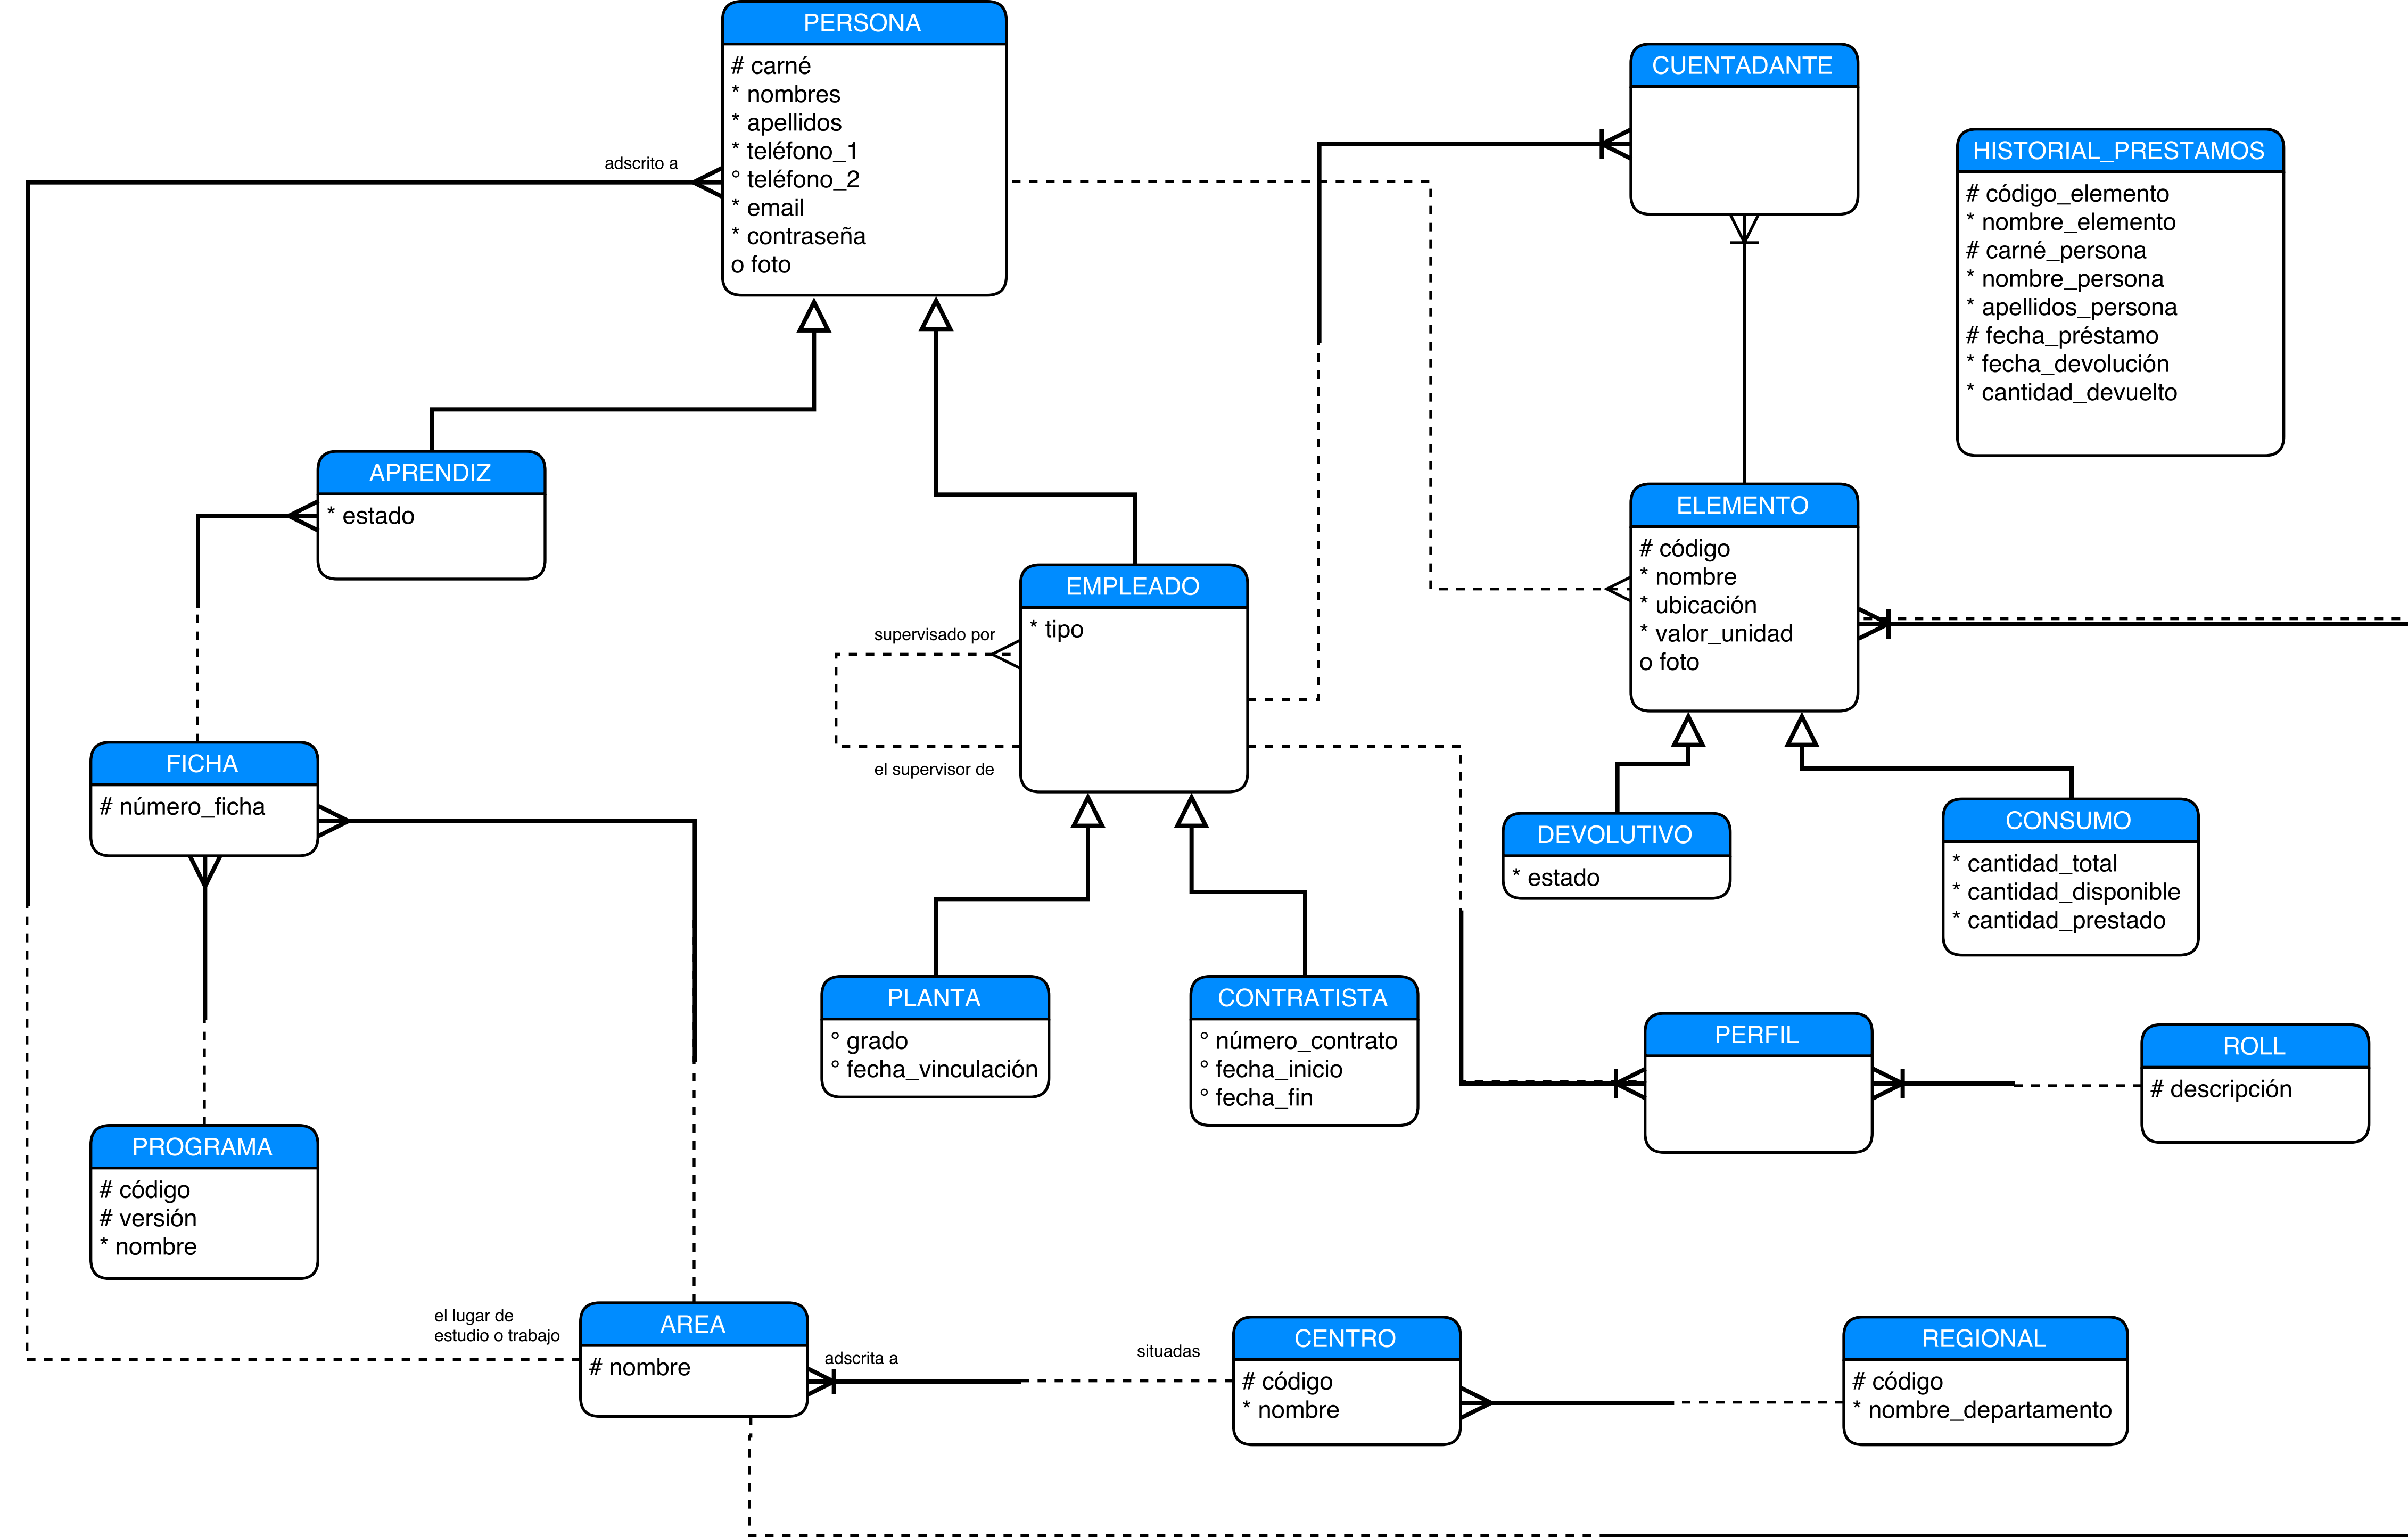 PERSONA
# carné
* nombres
* apellidos
* teléfono_1
° teléfono_2
* email
* contraseña
o foto
adscrito a
CUENTADANTE
HISTORIAL_PRESTAMOS
# código_elemento
* nombre_elemento
# carné_persona
* nombre_persona
* apellidos_persona
# fecha_préstamo
* fecha_devolución
* cantidad_devuelto
APRENDIZ
* estado
EMPLEADO
* tipo
supervisado por
el supervisor de
ELEMENTO
# código
* nombre
* ubicación
* valor_unidad
o foto
FICHA
# número_ficha
DEVOLUTIVO
* estado
CONSUMO
* cantidad_total
* cantidad_disponible
* cantidad_prestado
PLANTA
° grado
° fecha_vinculación
CONTRATISTA
° número_contrato
° fecha_inicio
° fecha_fin
PERFIL
ROLL
# descripción
PROGRAMA
# código
# versión
* nombre
el lugar de
estudio o trabajo
AREA
# nombre
adscrita a
situadas
CENTRO
# código
* nombre
REGIONAL
# código
* nombre_departamento